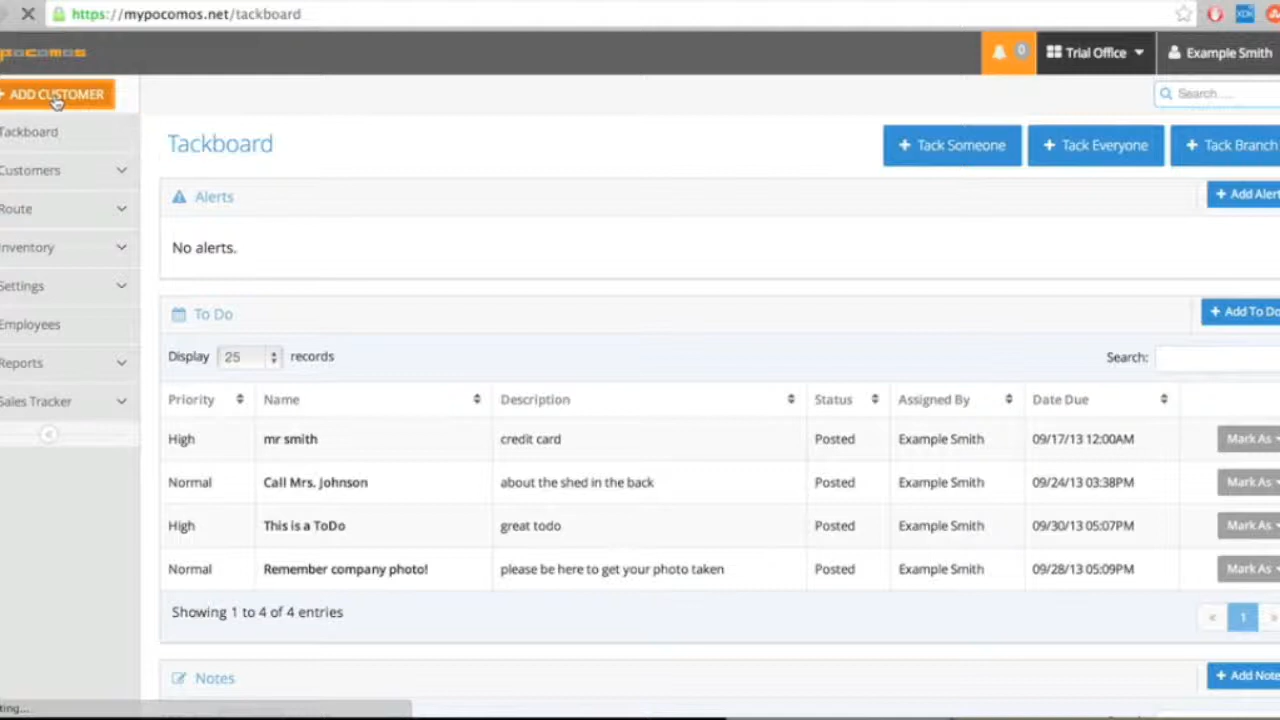 https://mypocomos.net/tackboard
XDK
pocomos
0
Trial Office
Example Smith
+ ADD CUSTOMER
Search ....
Tackboard
Customers
Route
Inventory
Settings
Employees
Reports
Sales Tracker
Tackboard
+ Tack Someone
+ Tack Everyone
+ Tack Branch
Alerts
+ Add Alert
No alerts.
To Do
+ Add To Do
Display 25 records
Search:
Priority Name Description Status Assigned By Date Due
High mr smith credit card Posted Example Smith 09/17/13 12:00AM Mark As
Normal Call Mrs. Johnson about the shed in the back Posted Example Smith 09/24/13 03:38PM Mark As
High This is a ToDo great todo Posted Example Smith 09/30/13 05:07PM Mark As
Normal Remember company photo! please be here to get your photo taken Posted Example Smith 09/28/13 05:09PM Mark As
Showing 1 to 4 of 4 entries
« 1 »
Notes
+ Add Note
ting...